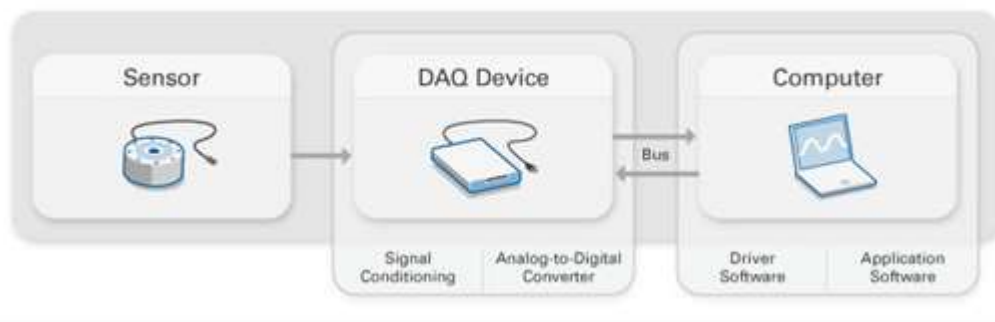 Sensor
DAQ Device
Computer
Bus
Signal
Conditioning
Analog-to-Digital
Converter
Driver
Software
Application
Software